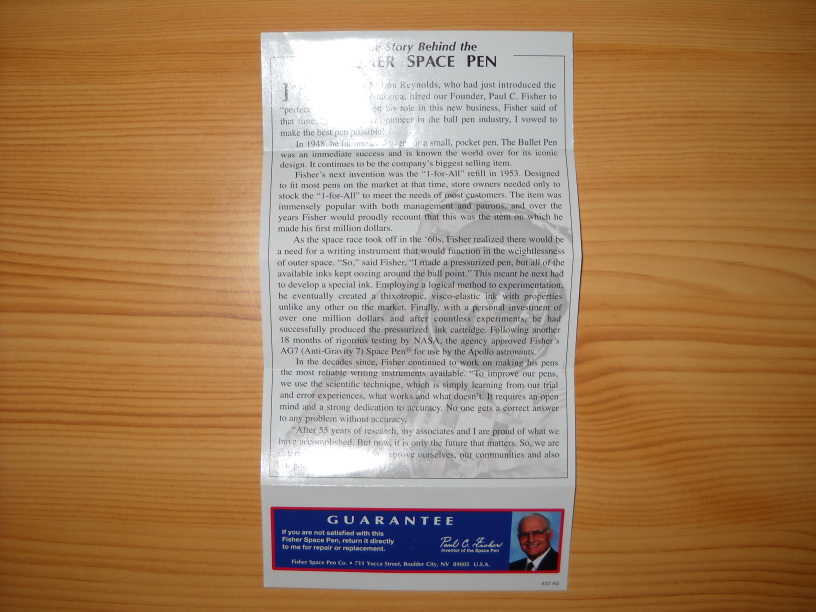 Story Behind the
SPACE PEN
Reynolds, who had just introduced the
hired our Founder, Paul C. Fisher to
"perfect his role in this new business, Fisher said of
that time, pioneer in the ball pen industry, I vowed to
make the best pen possible!
In 1948, he a small, pocket pen. The Bullet Pen
was an immediate success and is known the world over for its iconic
design. It continues to be the company's biggest selling item.
Fisher's next invention was the "1-for-All" refill in 1953. Designed
to fit most pens on the market at that time, store owners needed only to
stock the "1-for-All" to meet the needs of most customers. The item was
immensely popular with both management and patrons, and over the
years Fisher would proudly recount that this was the item on which he
made his first million dollars.
As the space race took off in the '60s, Fisher realized there would be
a need for a writing instrument that would function in the weightlessness
of outer space. "So," said Fisher, "I made a pressurized pen, but all of the
available inks kept oozing around the ball point." This meant he next had
to develop a special ink. Employing a logical method to experimentation,
he eventually created a thixotropic, visco-elastic ink with properties
unlike any other on the market. Finally, with a personal investment of
over one million dollars and after countless experiments, he had
successfully produced the pressurized ink cartridge. Following another
18 months of rigorous testing by NASA, the agency approved Fisher's
AG7 (Anti-Gravity 7) Space Pen® for use by the Apollo astronauts.
In the decades since, Fisher continued to work on making his pens
the most reliable writing instruments available. "To improve our pens,
we use the scientific technique, which is simply learning from our trial
and error experiences, what works and what doesn't. It requires an open
mind and a strong dedication to accuracy. No one gets a correct answer
to any problem without accuracy.
"After 55 years of research, my associates and I are proud of what we
have accomplished. But now, it is only the future that matters. So, we are
improve ourselves, our communities and also
GUARANTEE
If you are not satisfied with this
Fisher Space Pen, return it directly
to me for repair or replacement.
Paul C. Fisher
Inventor of the Space Pen
Fisher Space Pen Co. • 711 Yucca Street, Boulder City, NV 89005 U.S.A.